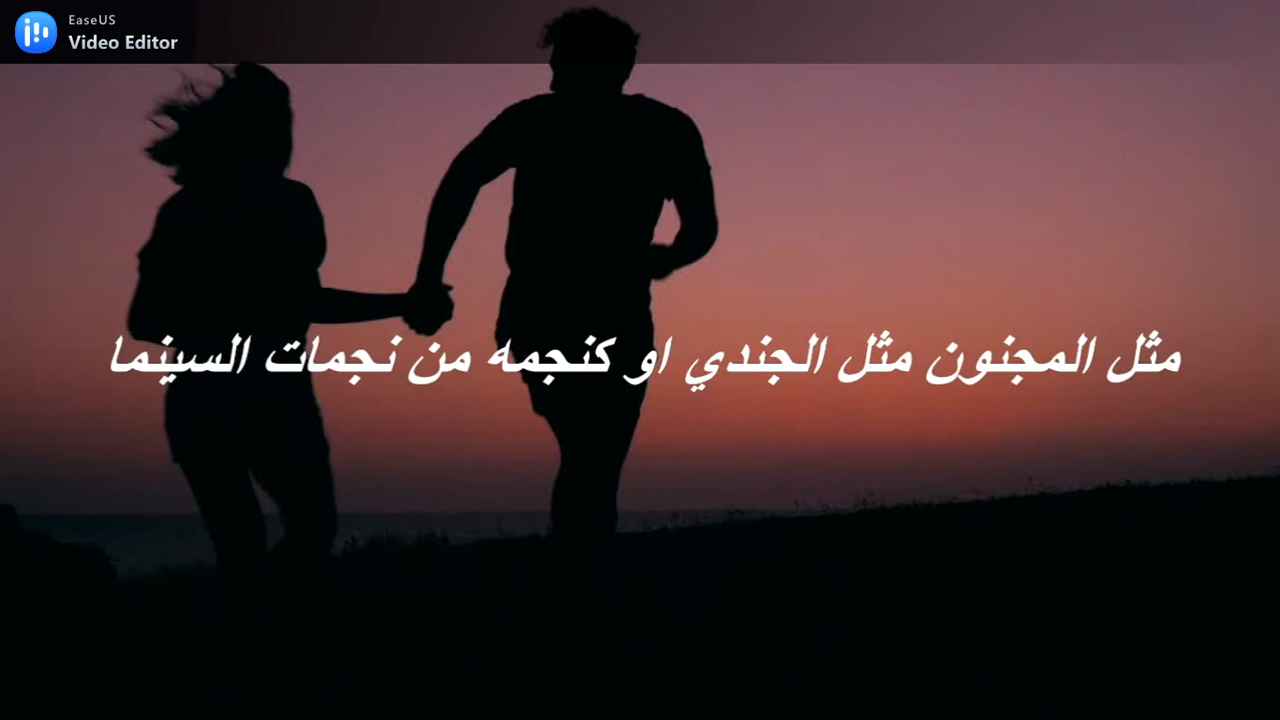 EaseUS
Video Editor
مثل المجنون مثل الجندي او كنجمه من نجمات السينما